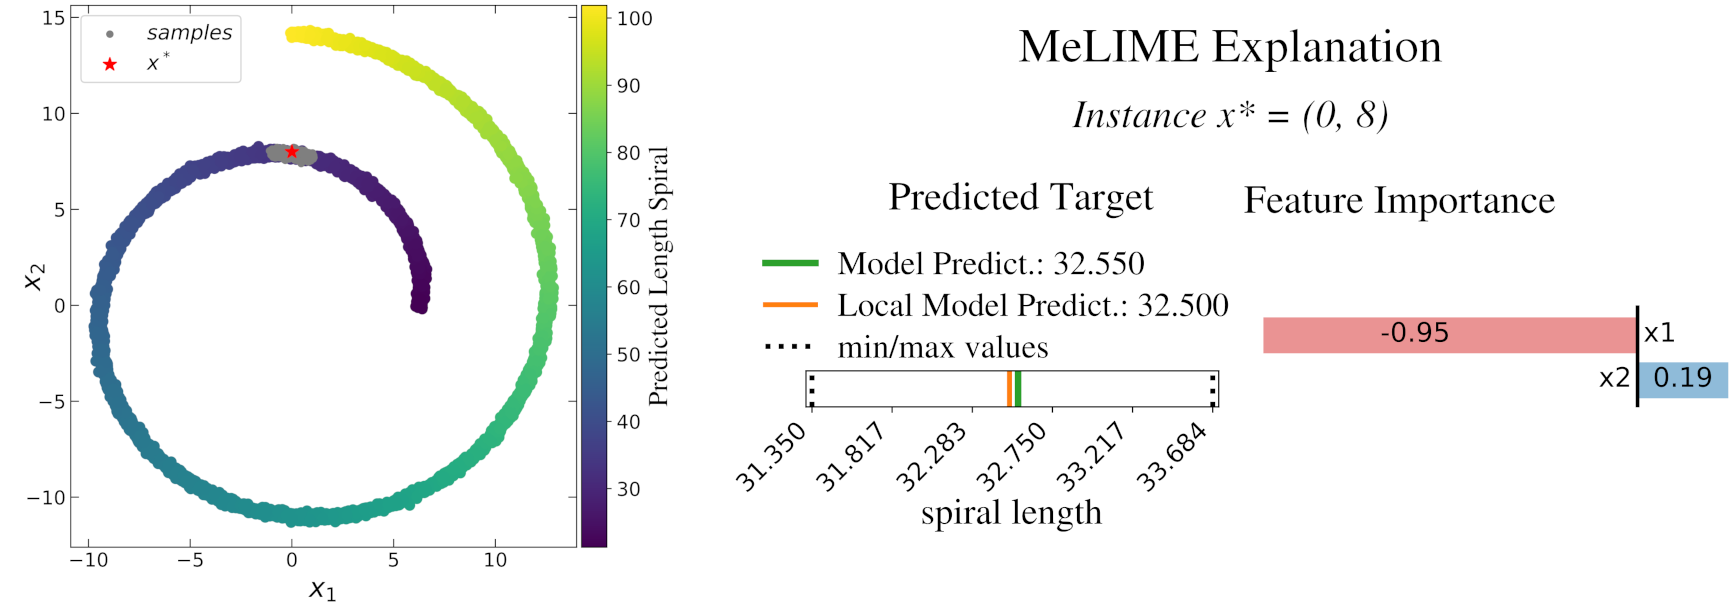 samples
x*
15
10
5
0
−5
−10
−10
−5
0
5
10
x2
x1
100
90
80
70
60
50
40
30
Predicted Length Spiral
MeLIME Explanation
Instance x* = (0, 8)
Predicted Target
Model Predict.: 32.550
Local Model Predict.: 32.500
min/max values
31.350
31.817
32.283
32.750
33.217
33.684
spiral length
Feature Importance
-0.95
x1
x2
0.19